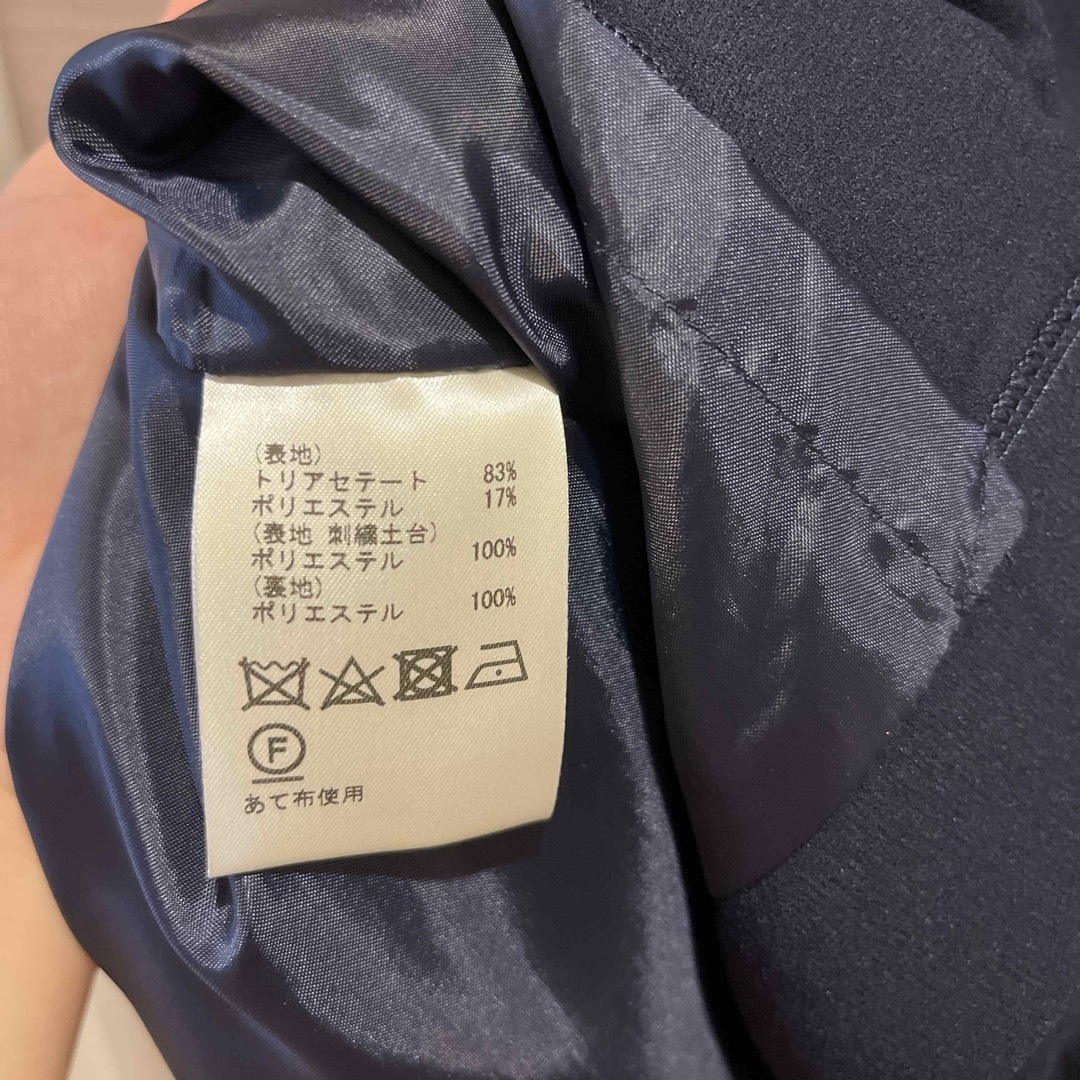 (表地)
トリアセテート 83%
ポリエステル 17%
(表地 刺繍土台)
ポリエステル 100%
(裏地)
ポリエステル 100%
F
あて布使用